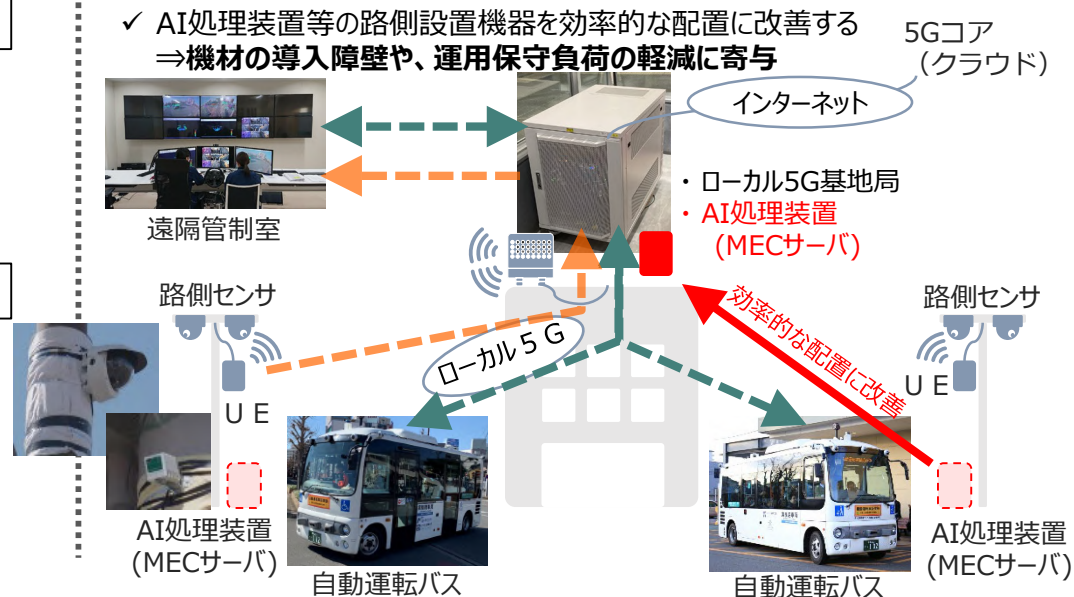 ✓ AI処理装置等の路側設置機器を効率的な配置に改善する
⇒機材の導入障壁や、運用保守負荷の軽減に寄与
5Gコア
（クラウド）
インターネット
・ローカル5G基地局
・AI処理装置
(MECサーバ)
遠隔管制室
路側センサ
路側センサ
効率的な配置に改善
ローカル５Ｇ
ＵＥ
ＵＥ
AI処理装置
(MECサーバ)
AI処理装置
(MECサーバ)
自動運転バス
自動運転バス